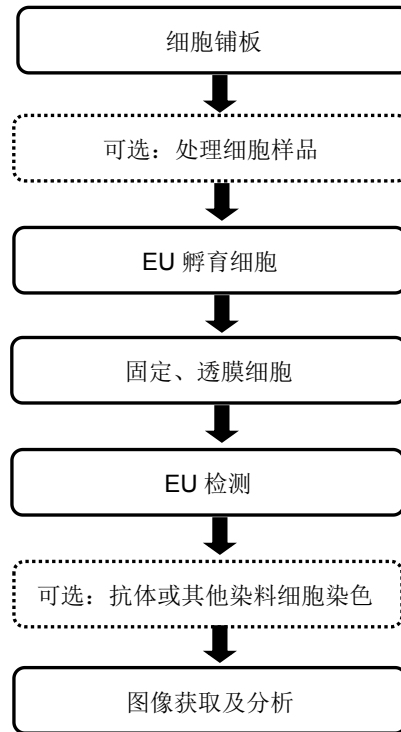 细胞铺板
可选：处理细胞样品
EU 孵育细胞
固定、透膜细胞
EU 检测
可选：抗体或其他染料细胞染色
图像获取及分析